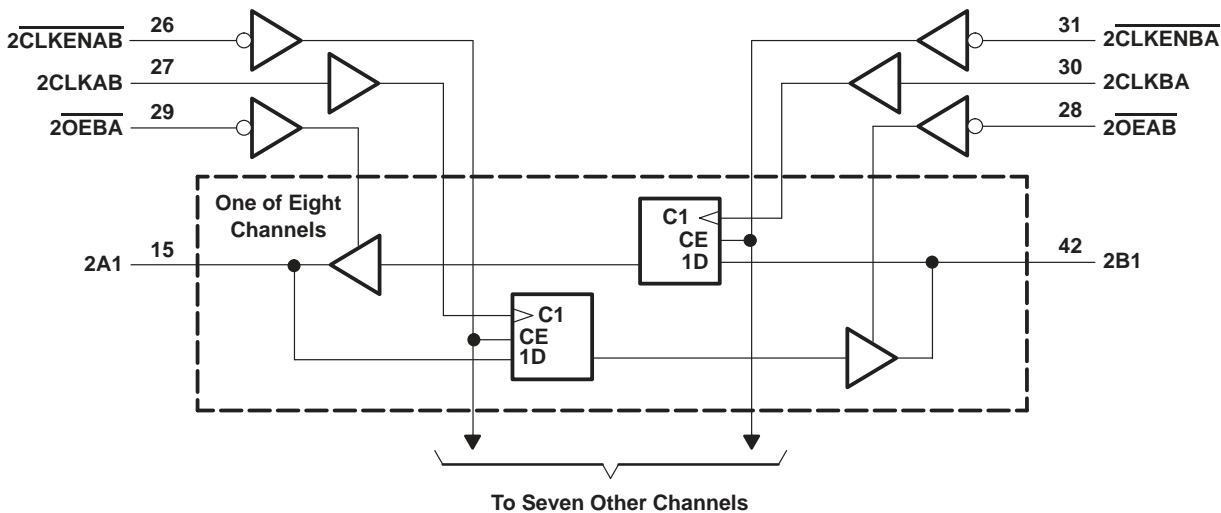 2CLKENAB 26
2CLKAB 27
2OEBA 29
31 2CLKENBA
30 2CLKBA
28 2OEAB
One of Eight
Channels
C1
CE
1D
2A1 15
42 2B1
C1
CE
1D
To Seven Other Channels